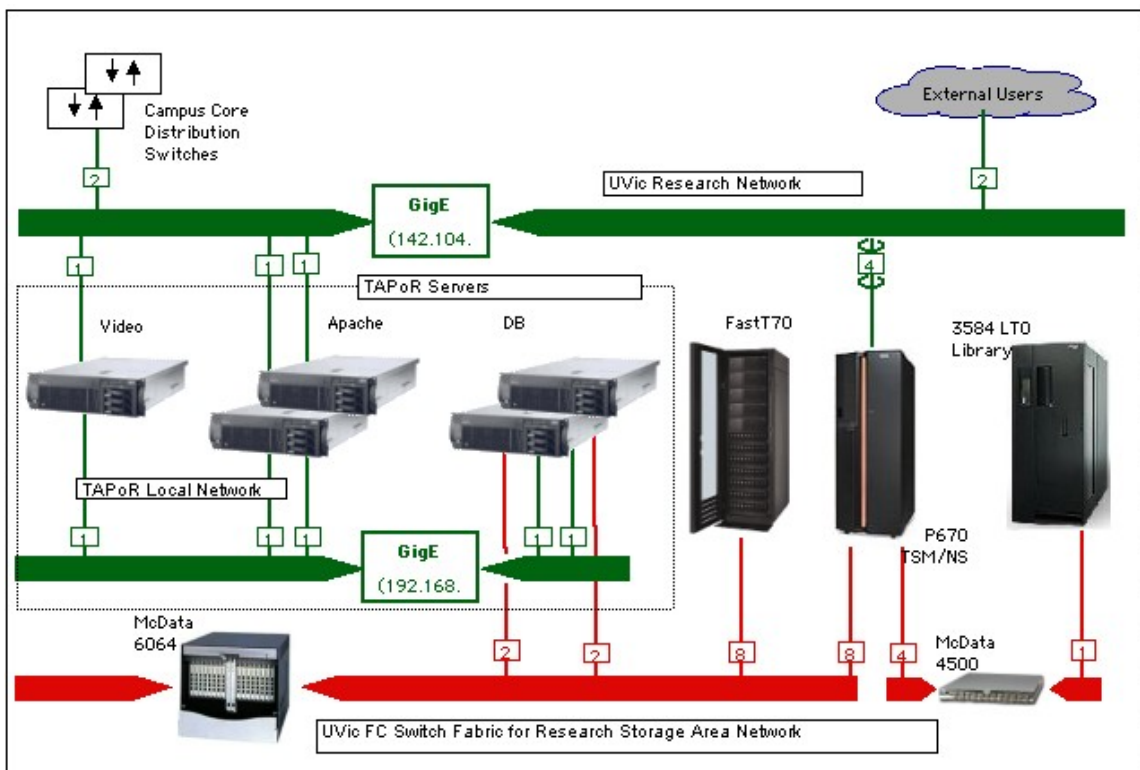 Campus Core
Distribution
Switches
External Users
2
UVic Research Network
2
GigE
(142.104.
1
1
1
4
TAPoR Servers
Video
Apache
DB
FastT70
3584 LTO
Library
TAPoR Local Network
1
1
1
1
1
P670
TSM/NS
GigE
(192.168.
McData
6064
2
2
8
8
4
McData
4500
1
UVic FC Switch Fabric for Research Storage Area Network